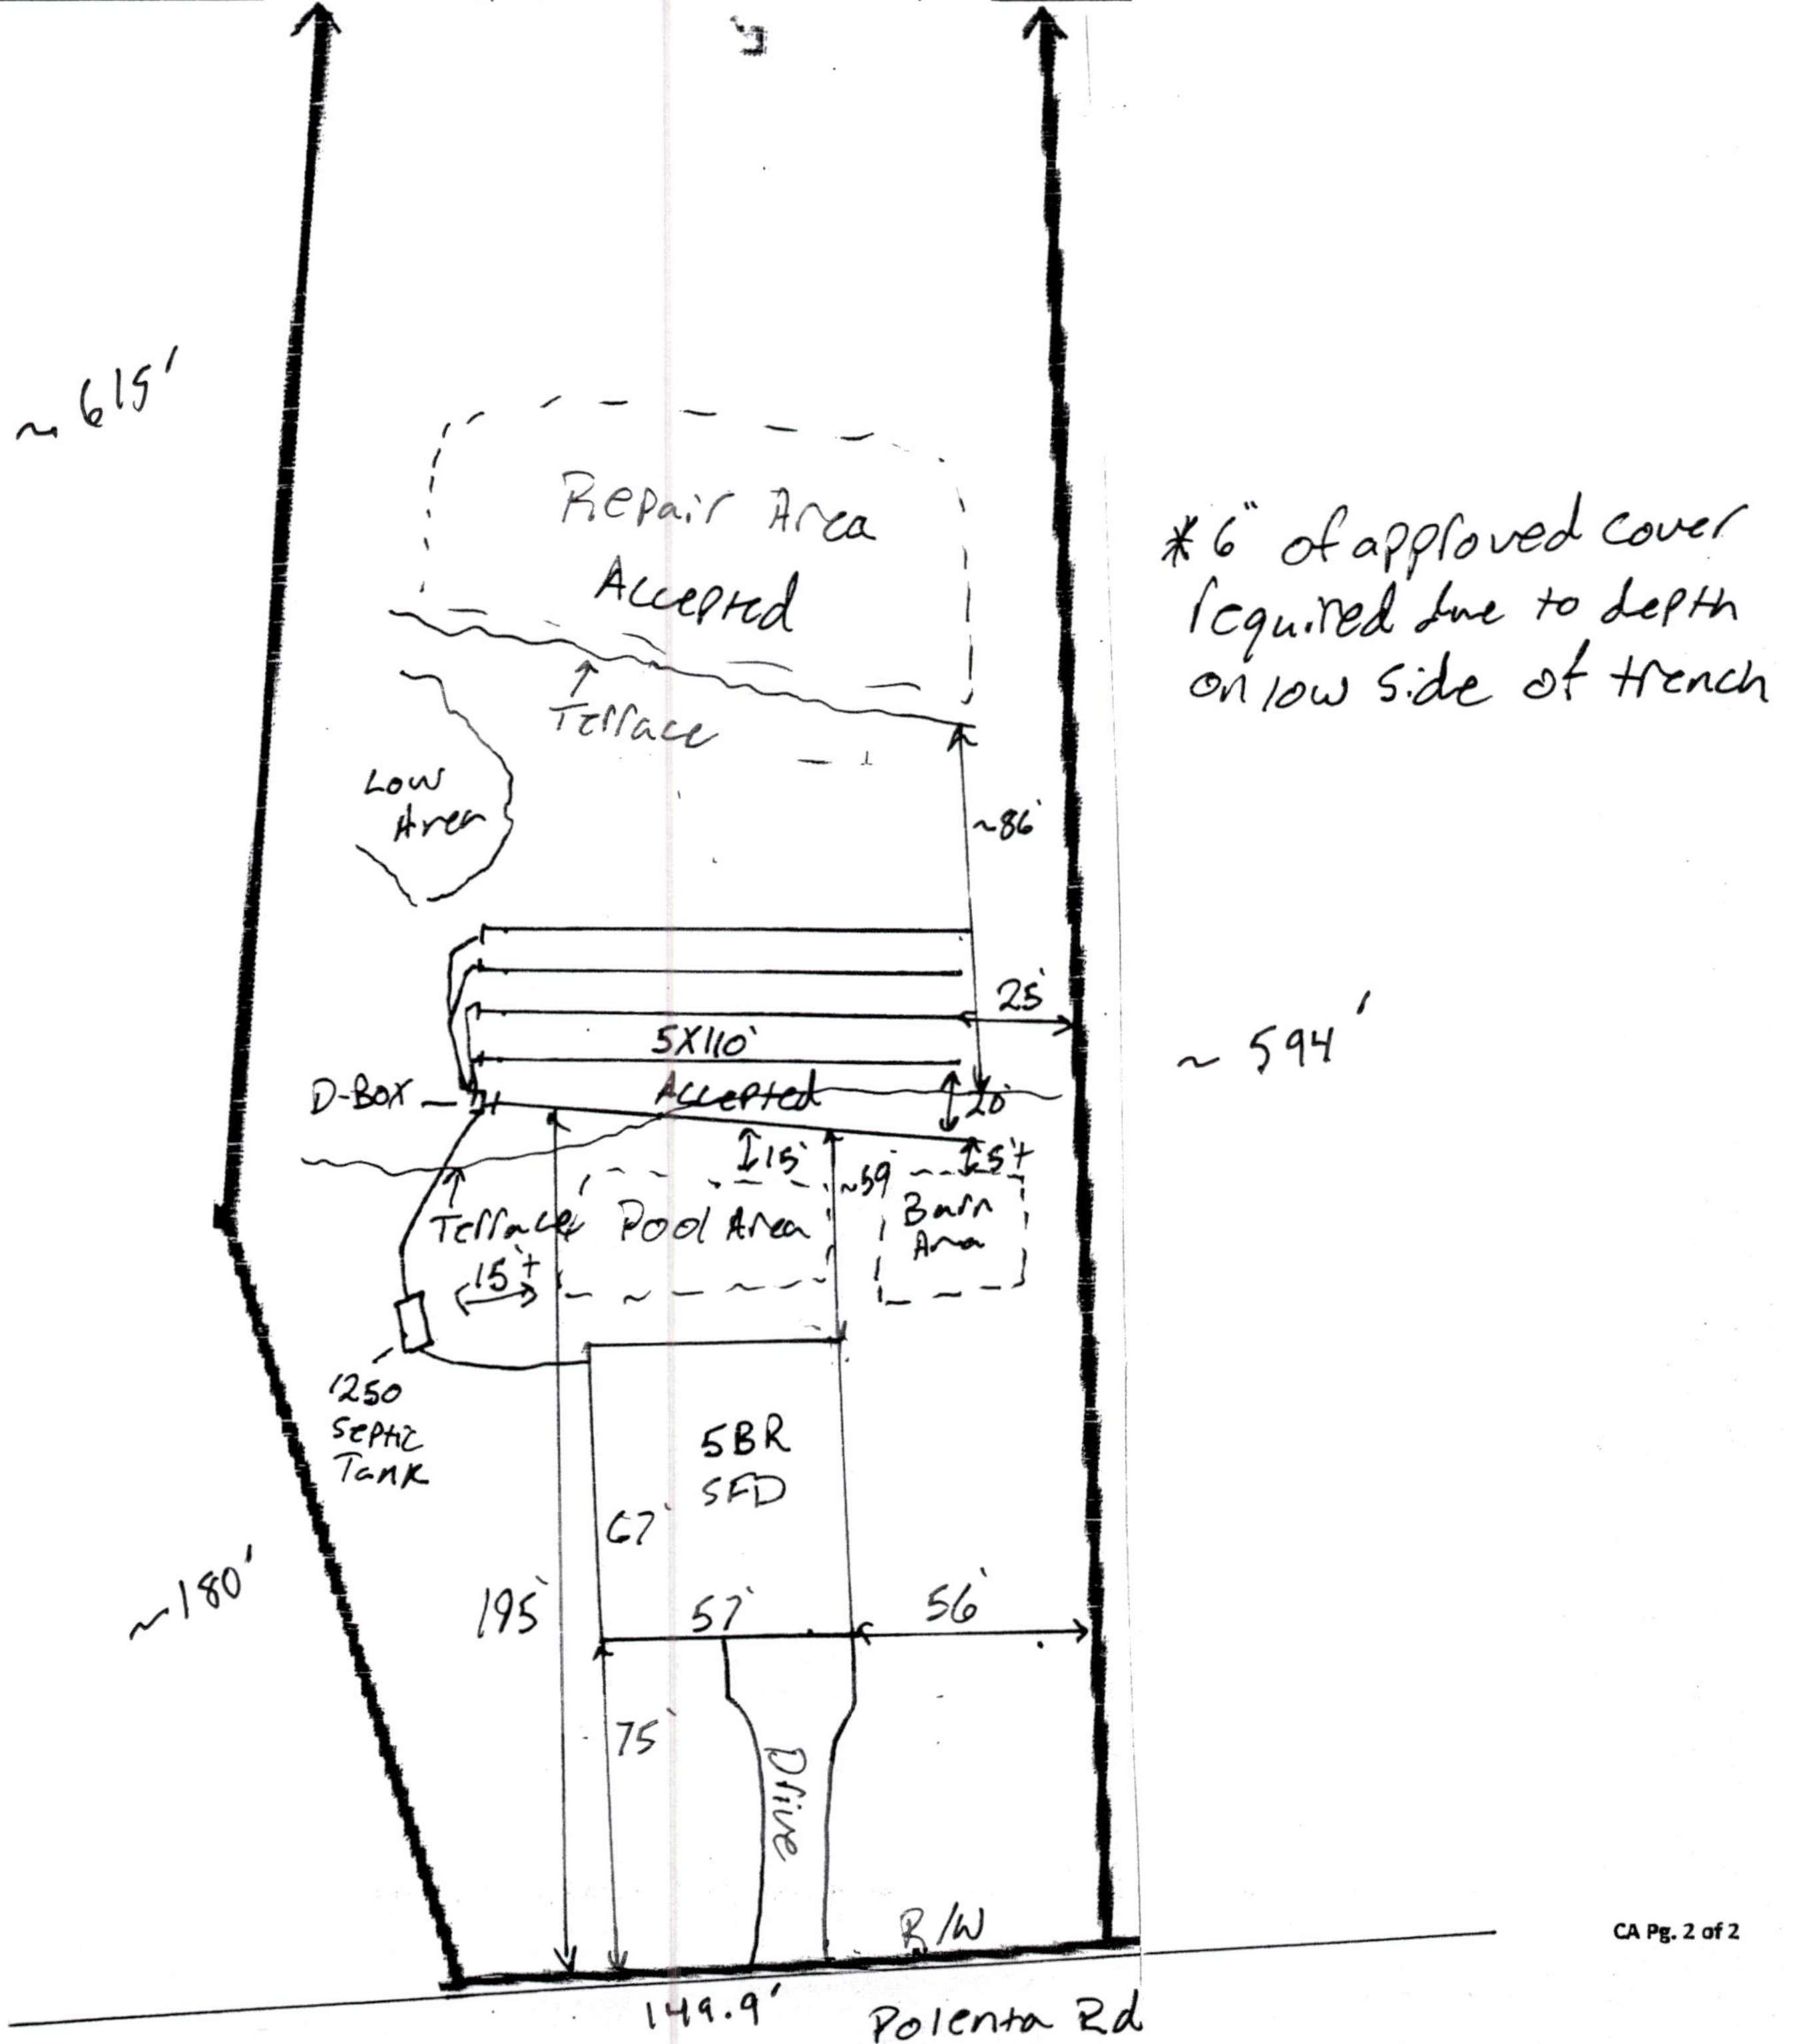 ~ 615'
Repair Area
Accepted
* 6" of approved cover
required due to depth
on low side of trench
Terrace
Low
Area
~86'
25'
5X110'
~ 594'
D-Box
Accepted
20'
15'
5'+
~59'
Barn
Area
Terrace
Pool Area
15'+
1250
Septic
Tank
5BR
SFD
67'
~180'
195'
57'
56'
75'
Drive
R/W
CA Pg. 2 of 2
149.9'
Polenta Rd